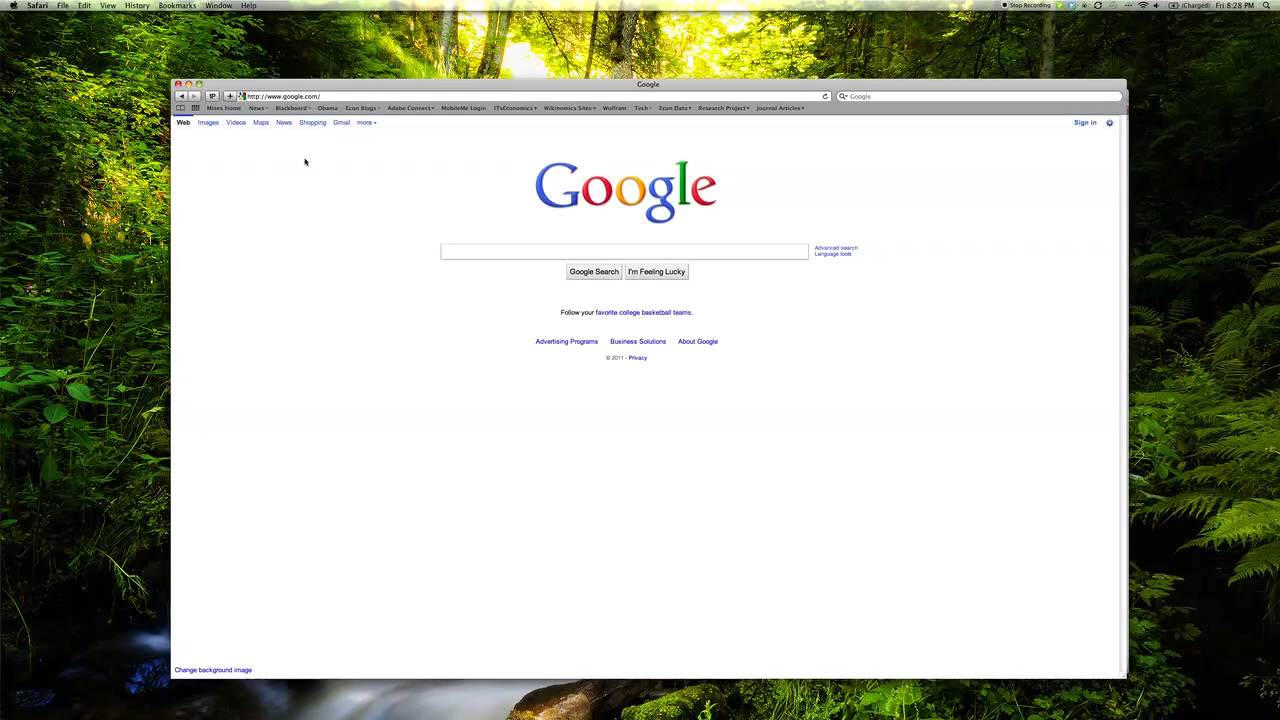 Safari File Edit View History Bookmarks Window Help
Stop Recording (Charged) Fri 8:28 PM
Google
http://www.google.com/ Google
Mises Home News Blackboard Obama Econ Blogs Adobe Connect MobileMe Login ITsEconomics Wikinomics Sites Wolfram Tech Econ Data Research Project Journal Articles
Web Images Videos Maps News Shopping Gmail more Sign in
Google
Advanced search
Language tools
Google Search I'm Feeling Lucky
Follow your favorite college basketball teams.
Advertising Programs Business Solutions About Google
© 2011 - Privacy
Change background image